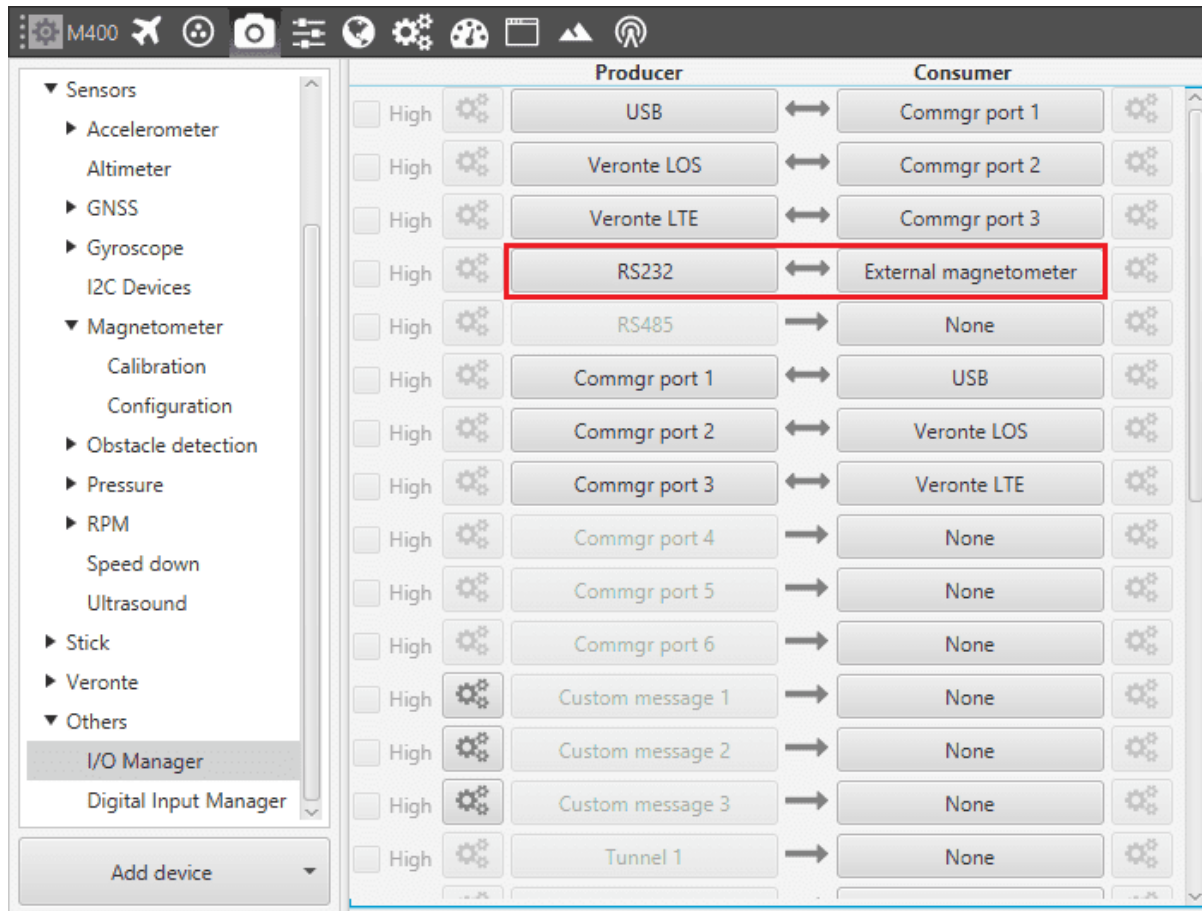 M400
Sensors
Accelerometer
Altimeter
GNSS
Gyroscope
I2C Devices
Magnetometer
Calibration
Configuration
Obstacle detection
Pressure
RPM
Speed down
Ultrasound
Stick
Veronte
Others
I/O Manager
Digital Input Manager
Add device
Producer Consumer
High USB Commgr port 1
High Veronte LOS Commgr port 2
High Veronte LTE Commgr port 3
High RS232 External magnetometer
High RS485 None
High Commgr port 1 USB
High Commgr port 2 Veronte LOS
High Commgr port 3 Veronte LTE
High Commgr port 4 None
High Commgr port 5 None
High Commgr port 6 None
High Custom message 1 None
High Custom message 2 None
High Custom message 3 None
High Tunnel 1 None